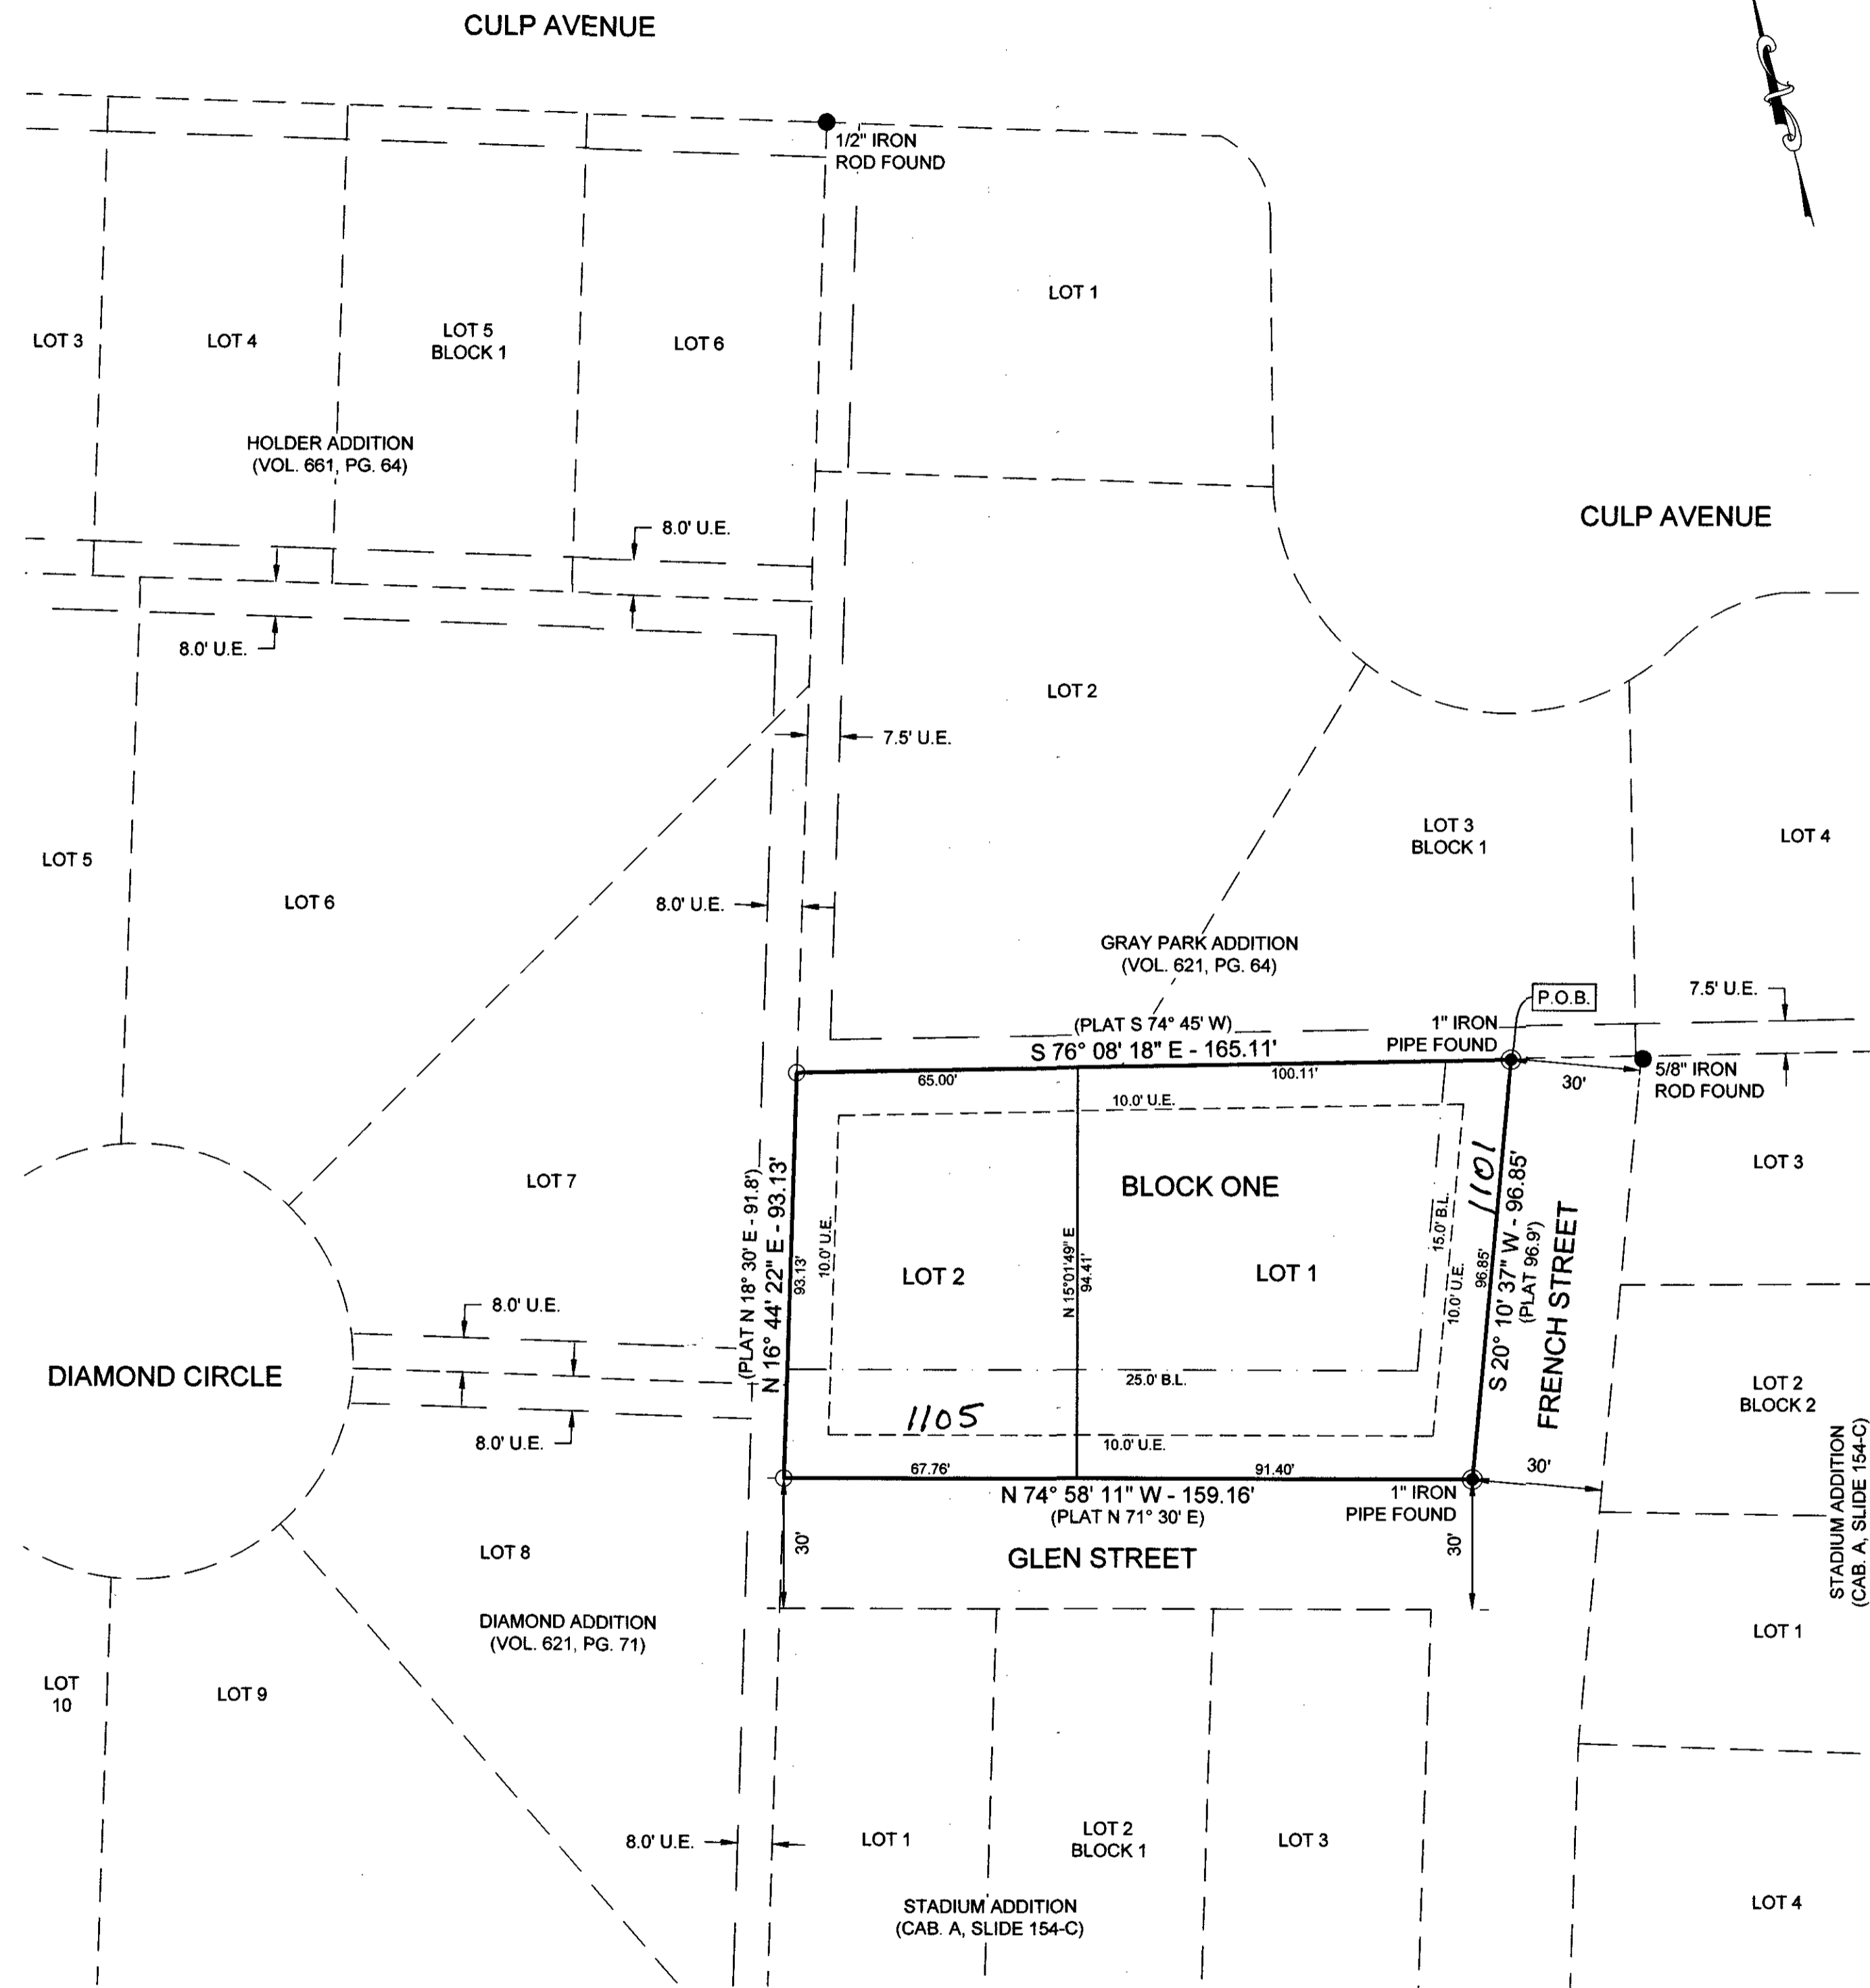 CULP AVENUE
1/2" IRON
ROD FOUND
LOT 1
LOT 3
LOT 4
LOT 5
BLOCK 1
LOT 6
HOLDER ADDITION
(VOL. 661, PG. 64)
CULP AVENUE
8.0' U.E.
8.0' U.E.
LOT 2
7.5' U.E.
LOT 3
BLOCK 1
LOT 4
LOT 5
LOT 6
8.0' U.E.
GRAY PARK ADDITION
(VOL. 621, PG. 64)
P.O.B.
7.5' U.E.
(PLAT S 74° 45' W)
1" IRON
PIPE FOUND
S 76° 08' 18" E - 165.11'
65.00'
100.11'
30'
5/8" IRON
ROD FOUND
10.0' U.E.
LOT 7
BLOCK ONE
LOT 3
(PLAT N 18° 30' E - 91.8')
N 16° 44' 22" E - 93.13'
93.13'
10.0' U.E.
LOT 2
N 15°01'49" E
94.41'
LOT 1
15.0' B.L.
10.0' U.E.
1101
96.85'
S 20° 10' 37" W - 96.85'
(PLAT 96.9')
FRENCH STREET
8.0' U.E.
DIAMOND CIRCLE
25.0' B.L.
LOT 2
BLOCK 2
1105
8.0' U.E.
10.0' U.E.
67.76'
91.40'
30'
N 74° 58' 11" W - 159.16'
(PLAT N 71° 30' E)
1" IRON
PIPE FOUND
STADIUM ADDITION
(CAB. A, SLIDE 154-C)
30'
30'
GLEN STREET
LOT 8
DIAMOND ADDITION
(VOL. 621, PG. 71)
LOT 1
LOT
10
LOT 9
8.0' U.E.
LOT 1
LOT 2
BLOCK 1
LOT 3
STADIUM ADDITION
(CAB. A, SLIDE 154-C)
LOT 4